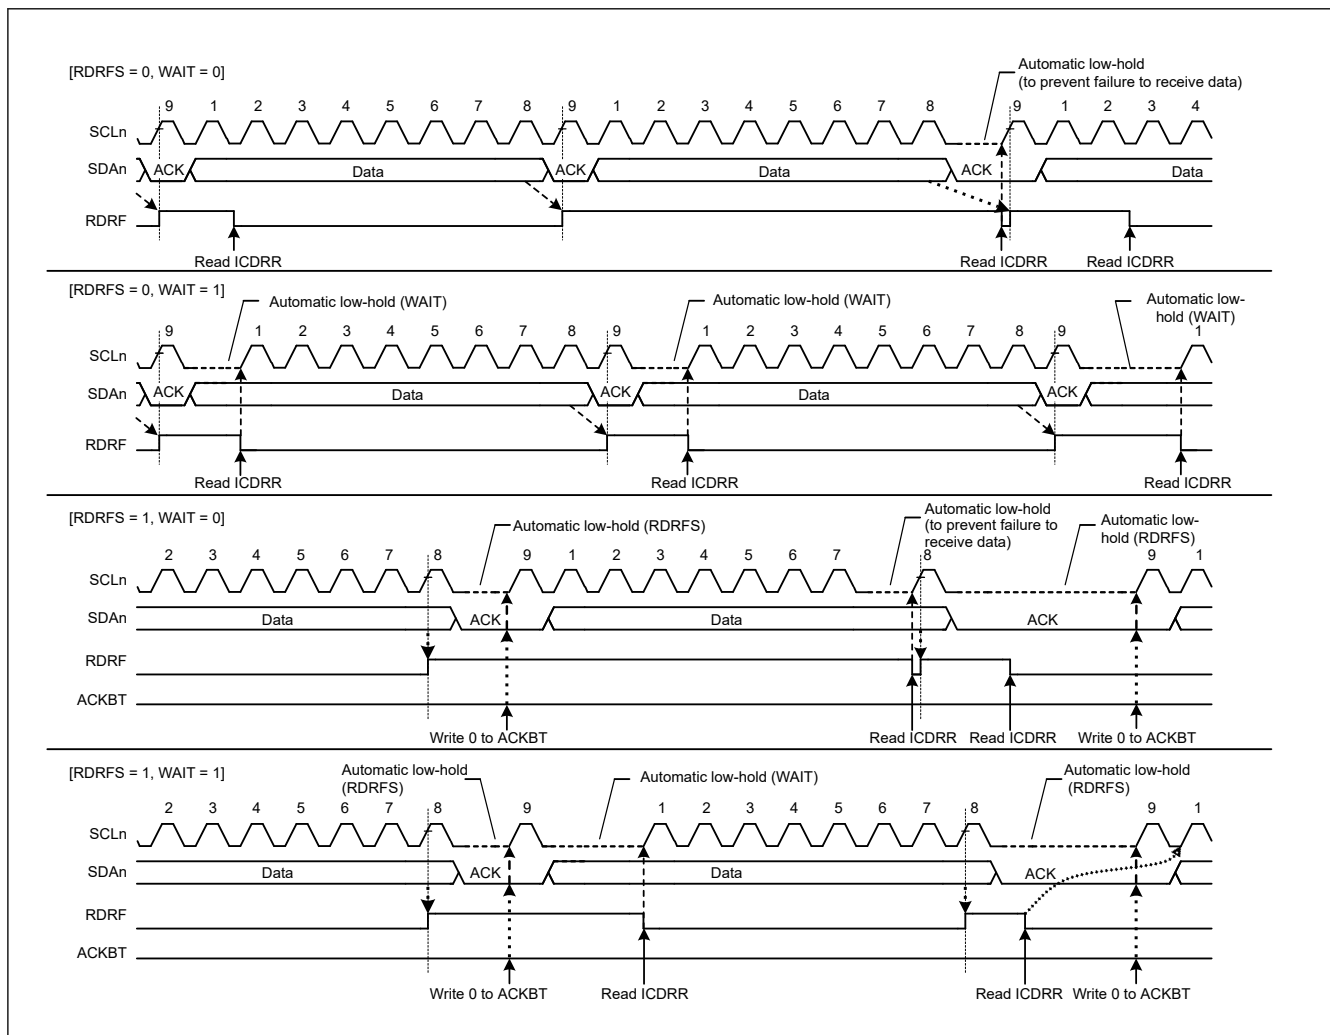 [RDRFS = 0, WAIT = 0]
Automatic low-hold
(to prevent failure to receive data)
9 1 2 3 4 5 6 7 8 9 1 2 3 4 5 6 7 8 9 1 2 3 4
SCLn
SDAn ACK Data ACK Data ACK Data
RDRF
Read ICDRR Read ICDRR Read ICDRR
[RDRFS = 0, WAIT = 1]
Automatic low-hold (WAIT) Automatic low-hold (WAIT) Automatic low-
hold (WAIT)
9 1 2 3 4 5 6 7 8 9 1 2 3 4 5 6 7 8 9 1
SCLn
SDAn ACK Data ACK Data ACK
RDRF
Read ICDRR Read ICDRR Read ICDRR
[RDRFS = 1, WAIT = 0]
Automatic low-hold (RDRFS)
Automatic low-hold
(to prevent failure to
receive data)
Automatic low-
hold (RDRFS)
2 3 4 5 6 7 8 9 1 2 3 4 5 6 7 8 9 1
SCLn
SDAn Data ACK Data ACK
RDRF
ACKBT
Write 0 to ACKBT Read ICDRR Read ICDRR Write 0 to ACKBT
[RDRFS = 1, WAIT = 1]
Automatic low-hold
(RDRFS)
Automatic low-hold (WAIT)
Automatic low-hold
(RDRFS)
2 3 4 5 6 7 8 9 1 2 3 4 5 6 7 8 9 1
SCLn
SDAn Data ACK Data ACK
RDRF
ACKBT
Write 0 to ACKBT Read ICDRR Read ICDRR Write 0 to ACKBT